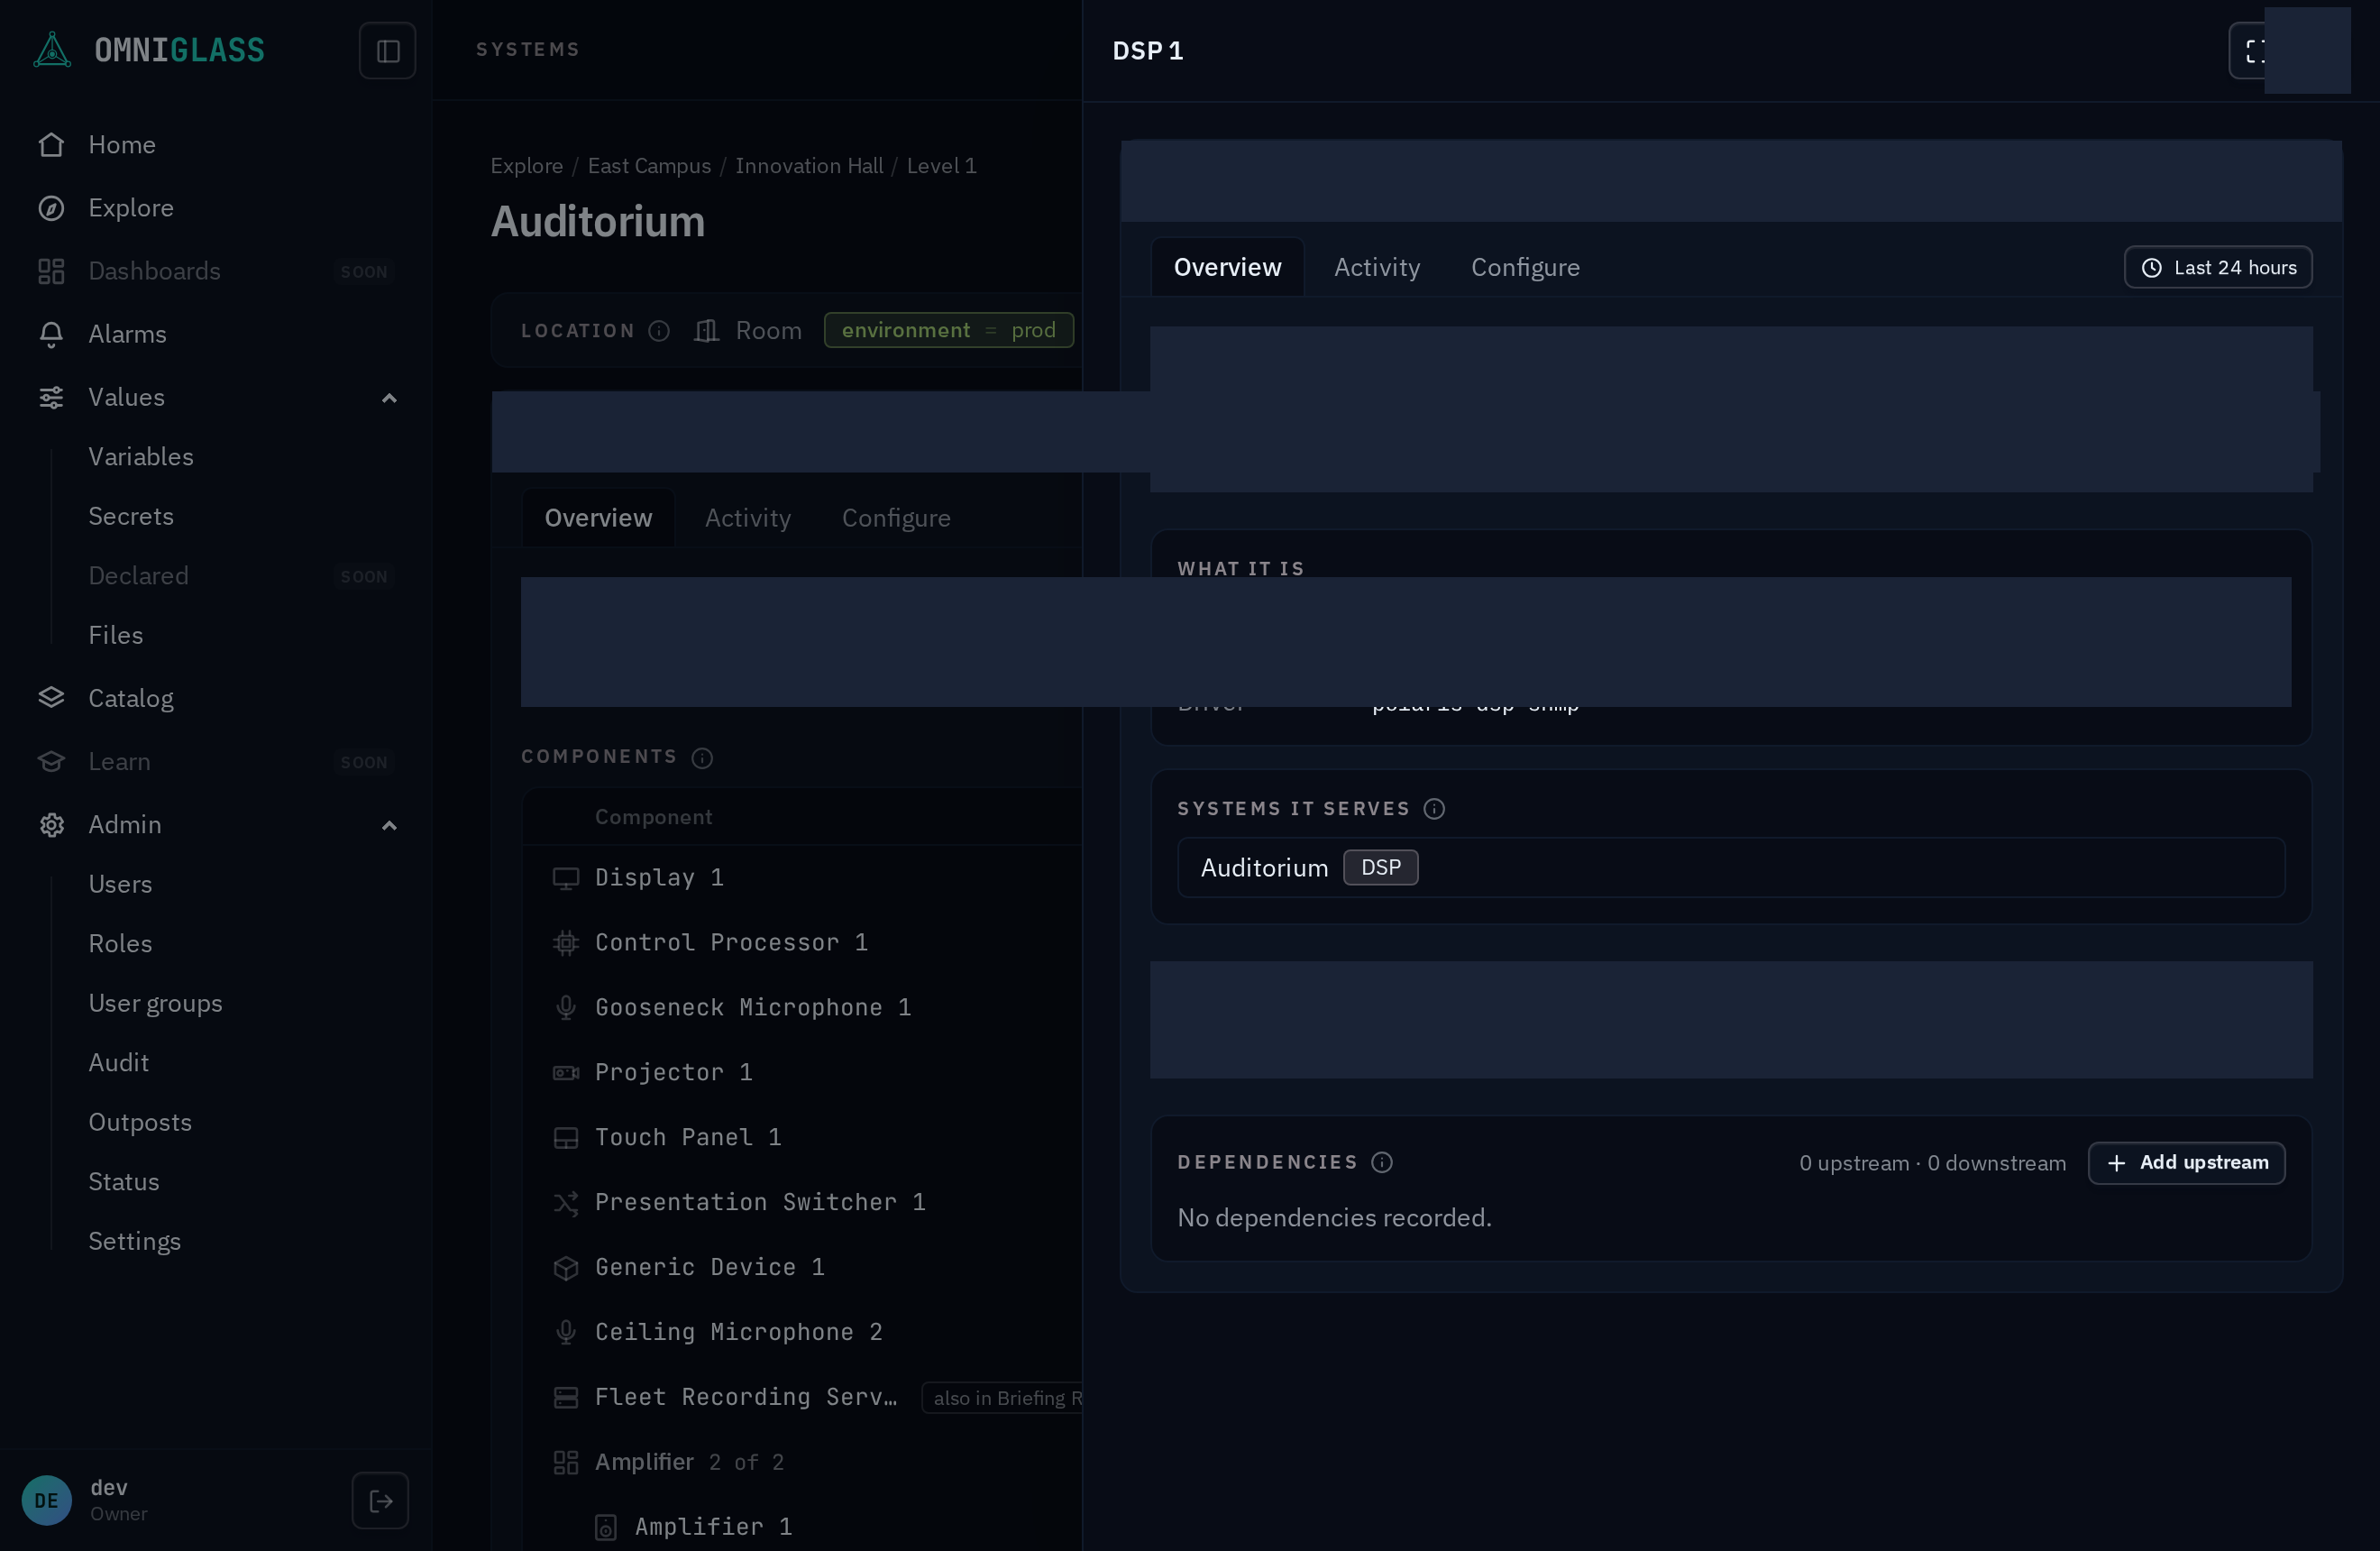 OMNIGLASS
Home
Explore
Dashboards SOON
Alarms
Values
Variables
Secrets
Declared SOON
Files
Catalog
Learn SOON
Admin
Users
Roles
User groups
Audit
Outposts
Status
Settings
DE dev
Owner
SYSTEMS
Explore / East Campus / Innovation Hall / Level 1
Auditorium
LOCATION Room environment = prod
Overview Activity Configure
COMPONENTS
Component
Display 1
Control Processor 1
Gooseneck Microphone 1
Projector 1
Touch Panel 1
Presentation Switcher 1
Generic Device 1
Ceiling Microphone 2
Fleet Recording Serv… also in Briefing R
Amplifier 2 of 2
Amplifier 1
DSP 1
Overview Activity Configure Last 24 hours
WHAT IT IS
SYSTEMS IT SERVES
Auditorium DSP
DEPENDENCIES 0 upstream · 0 downstream Add upstream
No dependencies recorded.